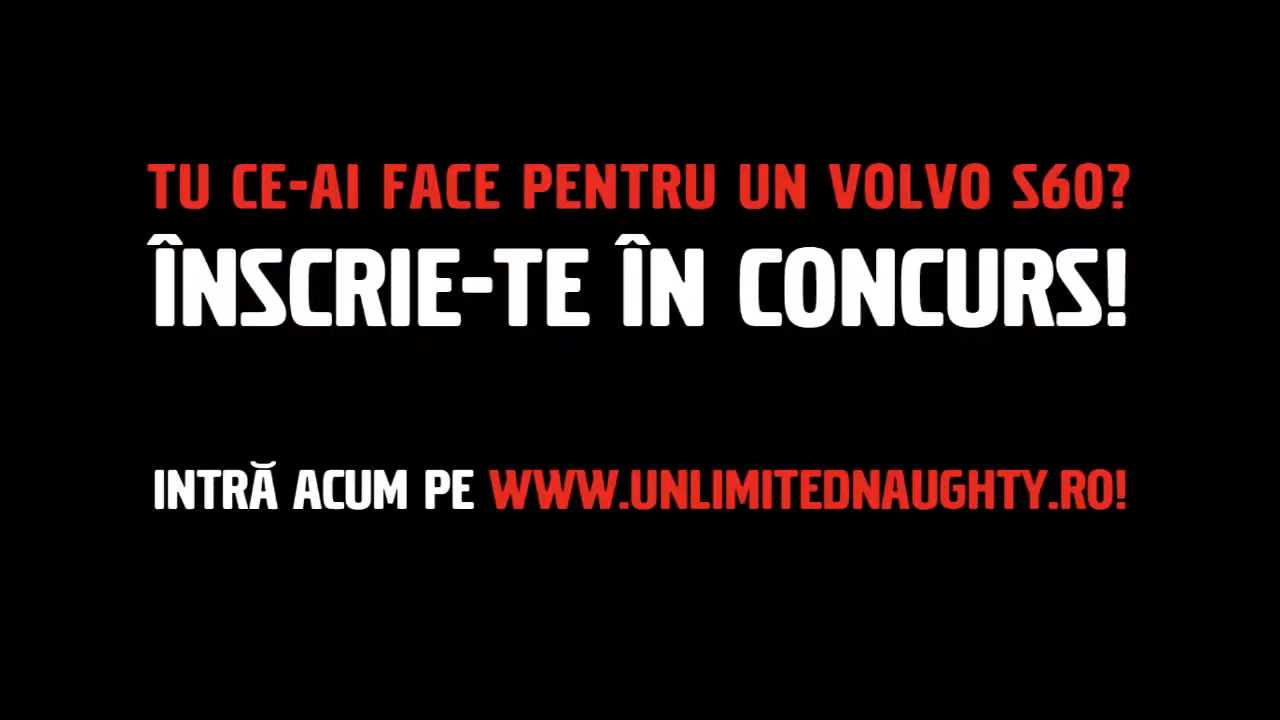 TU CE-AI FACE PENTRU UN VOLVO S60?
ÎNSCRIE-TE ÎN CONCURS!
INTRĂ ACUM PE WWW.UNLIMITEDNAUGHTY.RO!